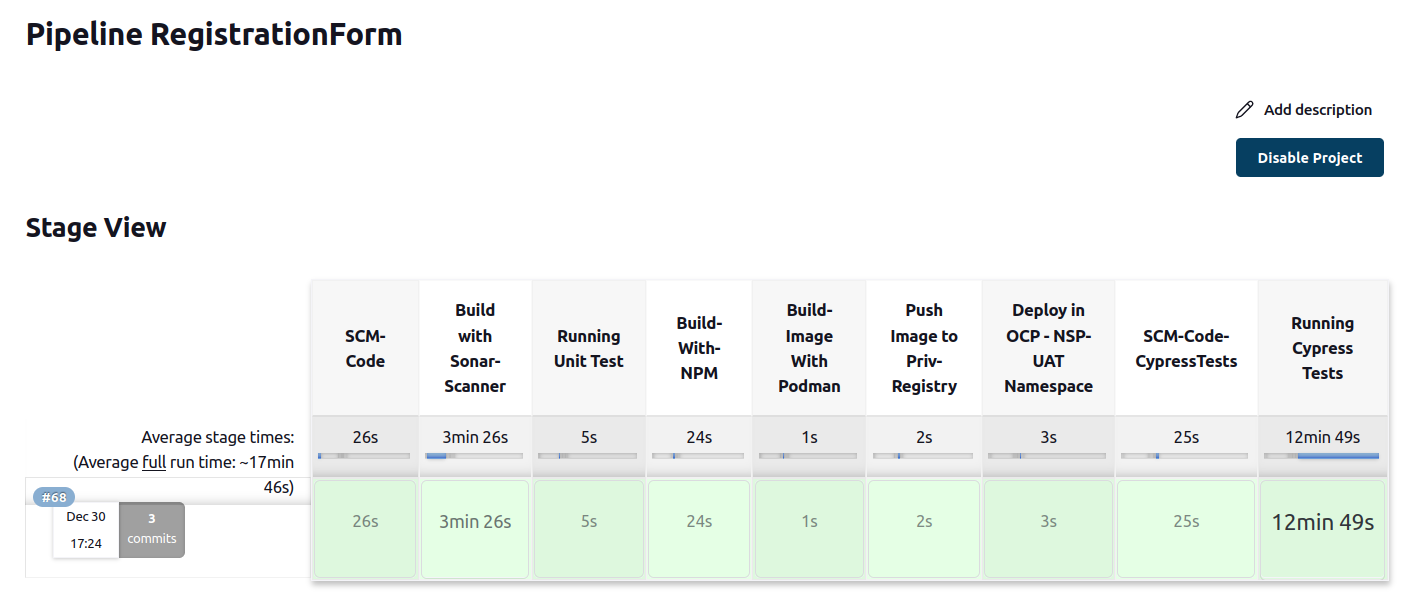 Pipeline RegistrationForm
Add description
Disable Project
Stage View
SCM-
Code
Build
with
Sonar-
Scanner
Running
Unit Test
Build-
With-
NPM
Build-
Image
With
Podman
Push
Image to
Priv-
Registry
Deploy in
OCP - NSP-
UAT
Namespace
SCM-Code-
CypressTests
Running
Cypress
Tests
Average stage times:
(Average full run time: ~17min
46s)
26s
3min 26s
5s
24s
1s
2s
3s
25s
12min 49s
#68
Dec 30
17:24
3
commits
26s
3min 26s
5s
24s
1s
2s
3s
25s
12min 49s